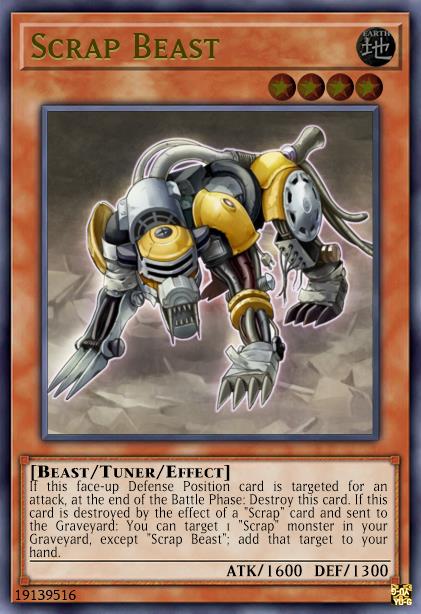 SCRAP BEAST
EARTH
地
[BEAST/TUNER/EFFECT]
If this face-up Defense Position card is targeted for an
attack, at the end of the Battle Phase: Destroy this card. If this
card is destroyed by the effect of a "Scrap" card and sent to
the Graveyard: You can target 1 "Scrap" monster in your
Graveyard, except "Scrap Beast"; add that target to your
hand.
ATK/1600 DEF/1300
19139516